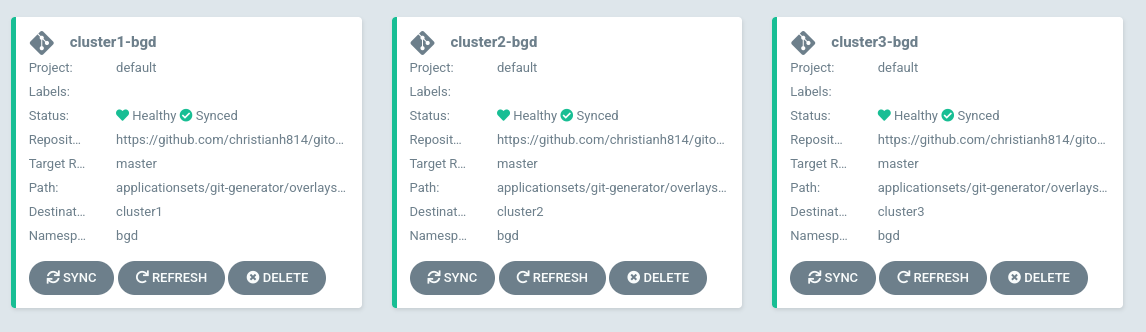 cluster1-bgd
Project: default
Labels:
Status: Healthy Synced
Reposit... https://github.com/christianh814/gito...
Target R... master
Path: applicationsets/git-generator/overlays...
Destinat... cluster1
Namesp... bgd
SYNC REFRESH DELETE
cluster2-bgd
Project: default
Labels:
Status: Healthy Synced
Reposit... https://github.com/christianh814/gito...
Target R... master
Path: applicationsets/git-generator/overlays...
Destinat... cluster2
Namesp... bgd
SYNC REFRESH DELETE
cluster3-bgd
Project: default
Labels:
Status: Healthy Synced
Reposit... https://github.com/christianh814/gito...
Target R... master
Path: applicationsets/git-generator/overlays...
Destinat... cluster3
Namesp... bgd
SYNC REFRESH DELETE